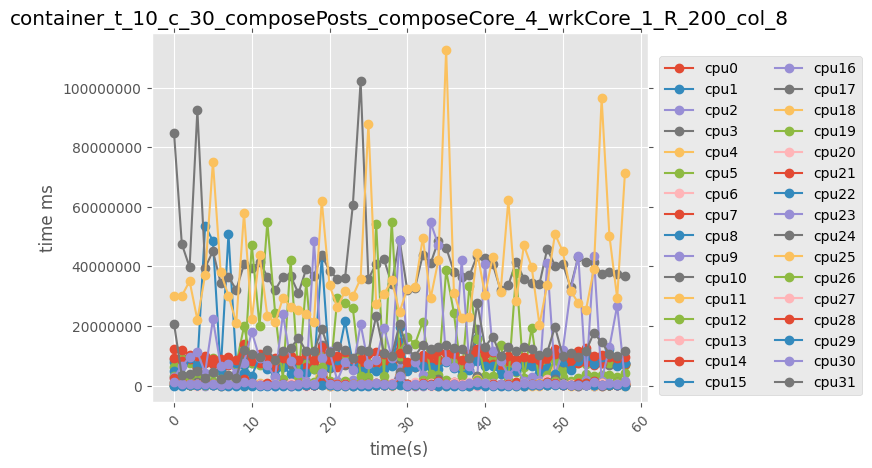 container_t_10_c_30_composePosts_composeCore_4_wrkCore_1_R_200_col_8
time ms
100000000
80000000
60000000
40000000
20000000
0
0
10
20
30
40
50
60
time(s)
cpu0
cpu1
cpu2
cpu3
cpu4
cpu5
cpu6
cpu7
cpu8
cpu9
cpu10
cpu11
cpu12
cpu13
cpu14
cpu15
cpu16
cpu17
cpu18
cpu19
cpu20
cpu21
cpu22
cpu23
cpu24
cpu25
cpu26
cpu27
cpu28
cpu29
cpu30
cpu31